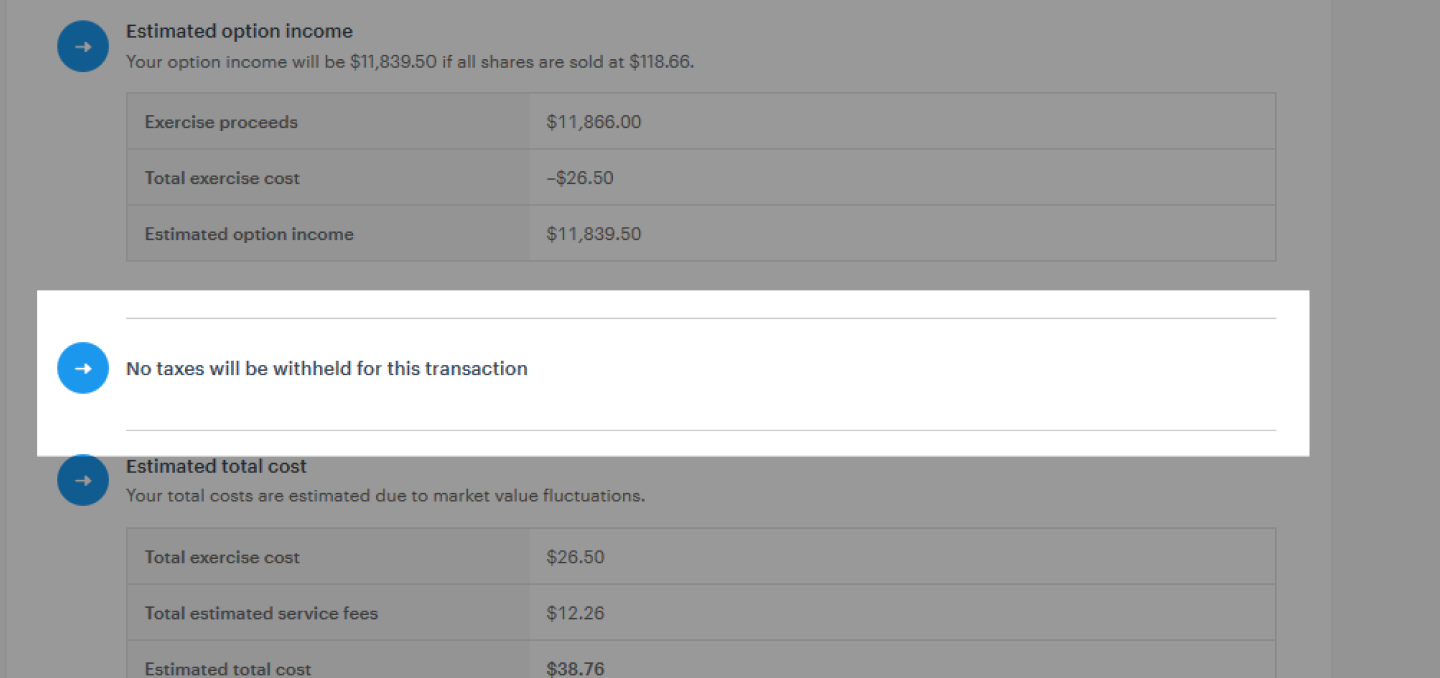 Estimated option income
Your option income will be $11,839.50 if all shares are sold at $118.66.
Exercise proceeds $11,866.00
Total exercise cost –$26.50
Estimated option income $11,839.50
No taxes will be withheld for this transaction
Estimated total cost
Your total costs are estimated due to market value fluctuations.
Total exercise cost $26.50
Total estimated service fees $12.26
Estimated total cost $38.76